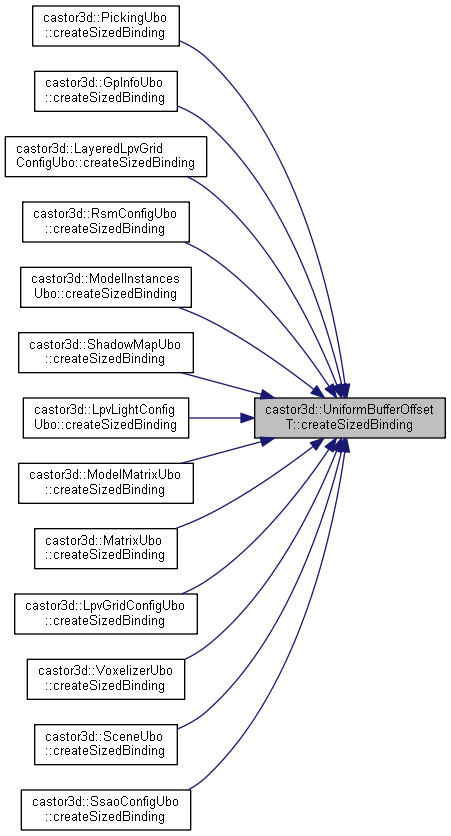 castor3d::PickingUbo
::createSizedBinding
castor3d::GpInfoUbo
::createSizedBinding
castor3d::LayeredLpvGrid
ConfigUbo::createSizedBinding
castor3d::RsmConfigUbo
::createSizedBinding
castor3d::ModelInstances
Ubo::createSizedBinding
castor3d::ShadowMapUbo
::createSizedBinding
castor3d::LpvLightConfig
Ubo::createSizedBinding
castor3d::UniformBufferOffset
T::createSizedBinding
castor3d::ModelMatrixUbo
::createSizedBinding
castor3d::MatrixUbo
::createSizedBinding
castor3d::LpvGridConfigUbo
::createSizedBinding
castor3d::VoxelizerUbo
::createSizedBinding
castor3d::SceneUbo
::createSizedBinding
castor3d::SsaoConfigUbo
::createSizedBinding